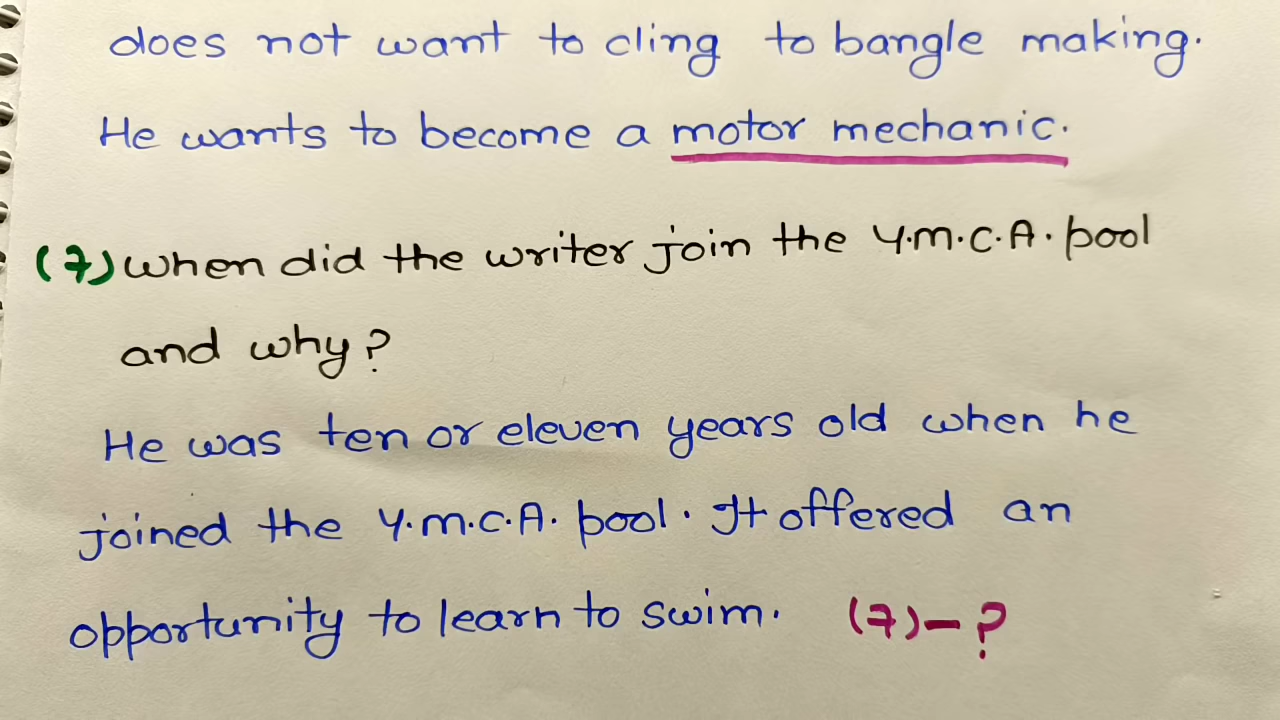 does not want to cling to bangle making.
He wants to become a motor mechanic.
(7) When did the writer join the Y.M.C.A. pool
and why?
He was ten or eleven years old when he
joined the Y.M.C.A. pool. It offered an
opportunity to learn to swim. (7)-?